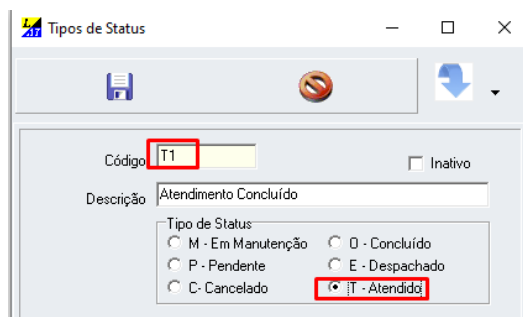 LAT Tipos de Status
Código T1 Inativo
Descrição Atendimento Concluído
Tipo de Status
M - Em Manutenção O - Concluído
P - Pendente E - Despachado
C- Cancelado T - Atendido